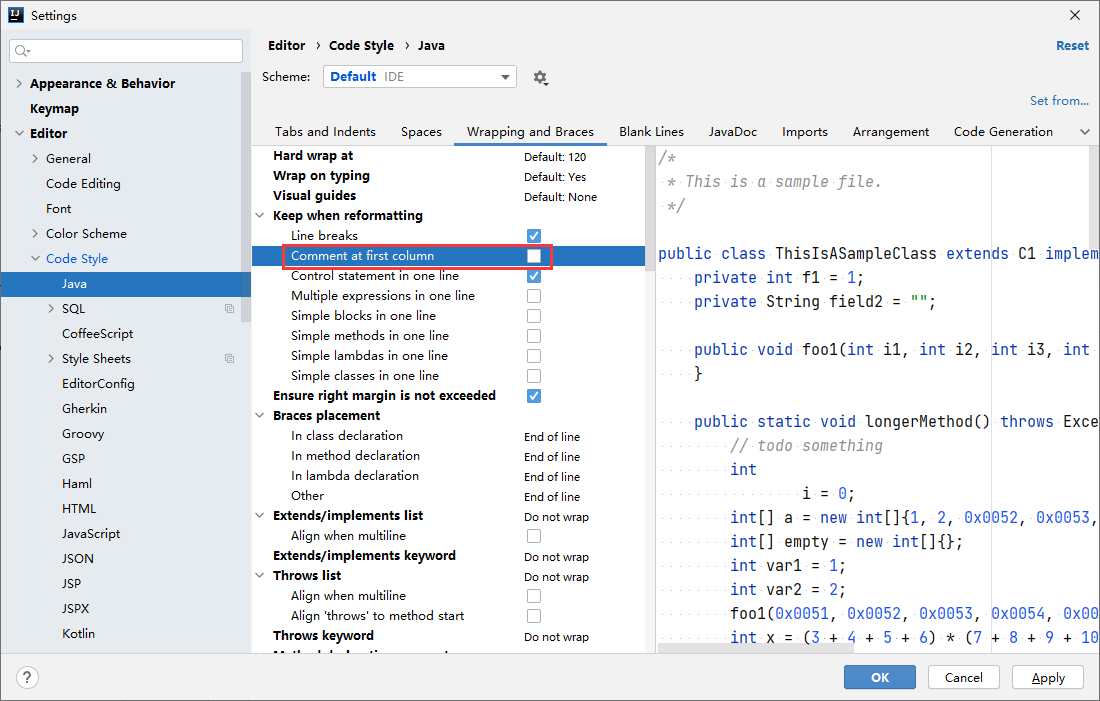 Settings
Editor › Code Style › Java
Reset
Scheme: Default IDE
Set from...
Appearance & Behavior
Keymap
Editor
General
Code Editing
Font
Color Scheme
Code Style
Java
SQL
CoffeeScript
Style Sheets
EditorConfig
Gherkin
Groovy
GSP
Haml
HTML
JavaScript
JSON
JSP
JSPX
Kotlin
Tabs and Indents Spaces Wrapping and Braces Blank Lines JavaDoc Imports Arrangement Code Generation
Hard wrap at Default: 120
Wrap on typing Default: Yes
Visual guides Default: None
Keep when reformatting
Line breaks
Comment at first column
Control statement in one line
Multiple expressions in one line
Simple blocks in one line
Simple methods in one line
Simple lambdas in one line
Simple classes in one line
Ensure right margin is not exceeded
Braces placement
In class declaration End of line
In method declaration End of line
In lambda declaration End of line
Other End of line
Extends/implements list Do not wrap
Align when multiline
Extends/implements keyword Do not wrap
Throws list Do not wrap
Align when multiline
Align 'throws' to method start
Throws keyword Do not wrap
/*
* This is a sample file.
*/
public class ThisIsASampleClass extends C1 implem
private int f1 = 1;
private String field2 = "";
public void foo1(int i1, int i2, int i3, int
}
public static void longerMethod() throws Exce
// todo something
int
i = 0;
int[] a = new int[]{1, 2, 0x0052, 0x0053,
int[] empty = new int[]{};
int var1 = 1;
int var2 = 2;
foo1(0x0051, 0x0052, 0x0053, 0x0054, 0x00
int x = (3 + 4 + 5 + 6) * (7 + 8 + 9 + 10
?
OK Cancel Apply